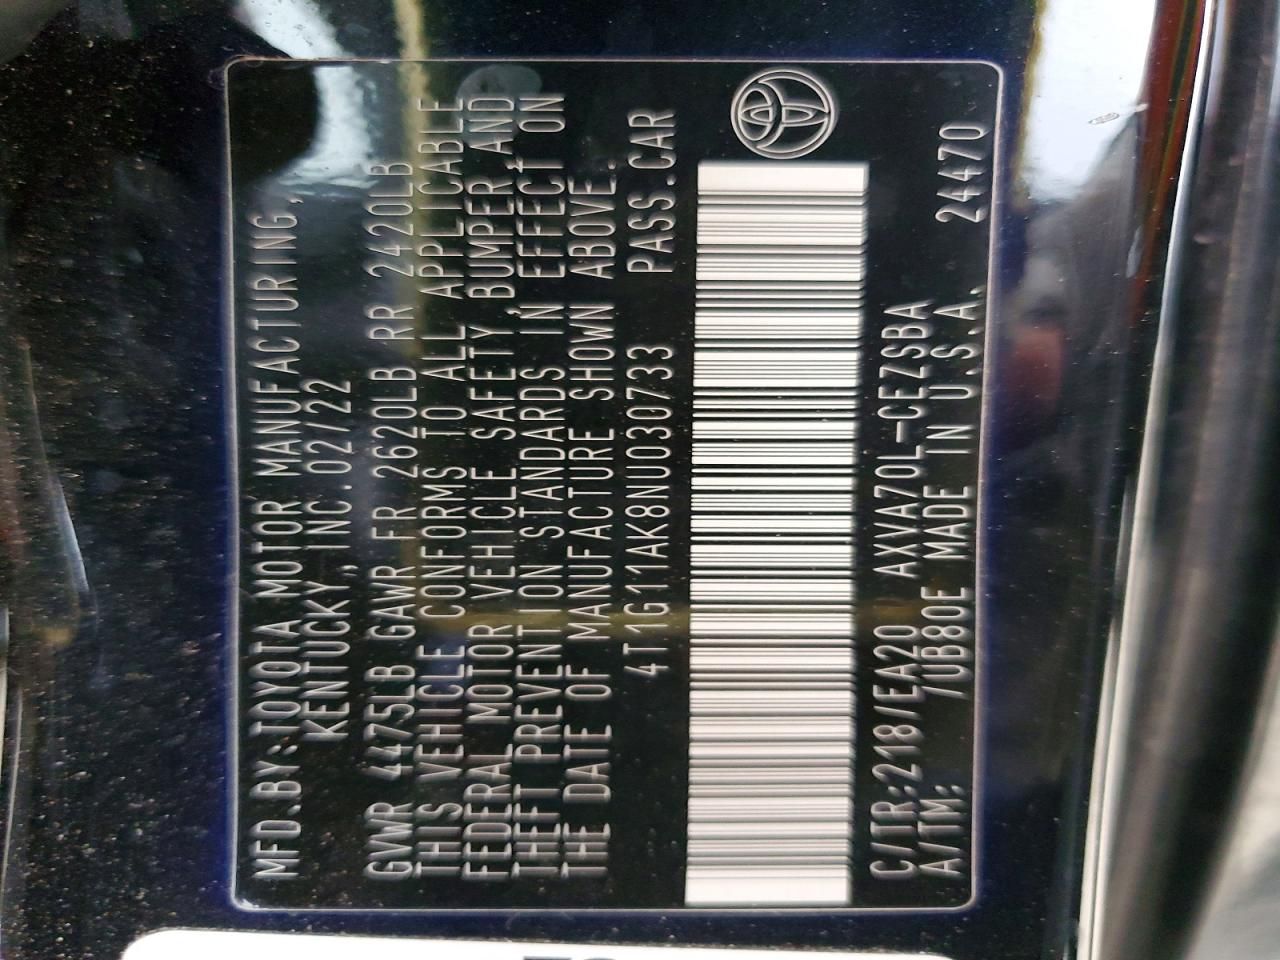 MFD.BY:TOYOTA MOTOR MANUFACTURING,
KENTUCKY,INC.02/22
GVWR 4475LB GAWR FR 2620LB RR 2420LB
THIS VEHICLE CONFORMS TO ALL APPLICABLE
FEDERAL MOTOR VEHICLE SAFETY,BUMPER,AND
THEFT PREVENTION STANDARDS IN EFFECT ON
THE DATE OF MANUFACTURE SHOWN ABOVE.
4T1G11AK8NU030733 PASS.CAR
C/TR:218/EA20 AXVA70L-CEZSBA
A/TM: /UB80E MADE IN U.S.A. 24470